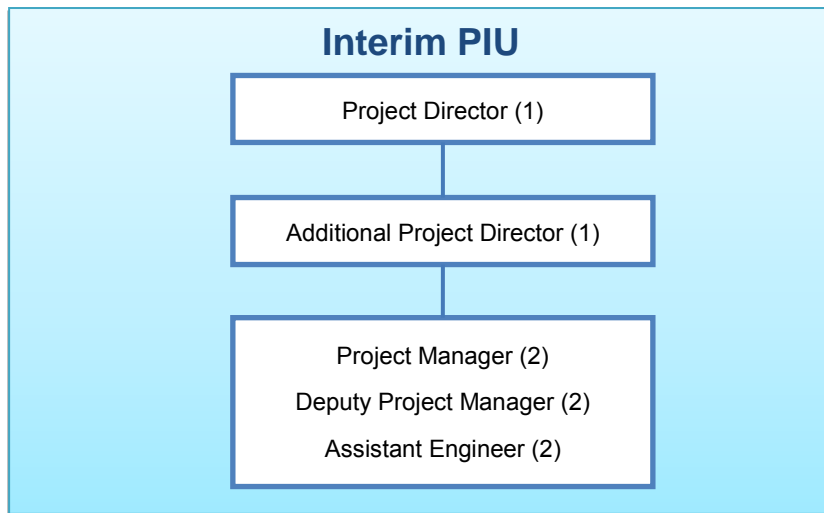 Interim PIU
Project Director (1)
Additional Project Director (1)
Project Manager (2)
Deputy Project Manager (2)
Assistant Engineer (2)